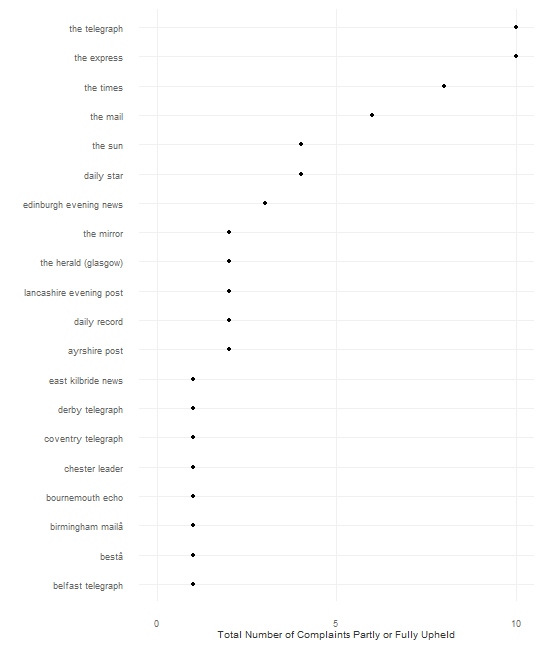 the telegraph
the express
the times
the mail
the sun
daily star
edinburgh evening news
the mirror
the herald (glasgow)
lancashire evening post
daily record
ayrshire post
east kilbride news
derby telegraph
coventry telegraph
chester leader
bournemouth echo
birmingham mailâ
bestâ
belfast telegraph
0 5 10
Total Number of Complaints Partly or Fully Upheld